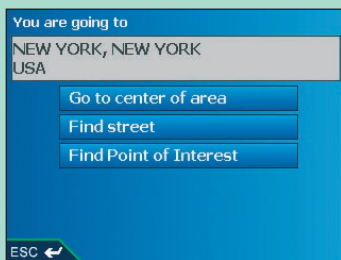 You are going to
NEW YORK, NEW YORK
USA
Go to center of area
Find street
Find Point of Interest
ESC